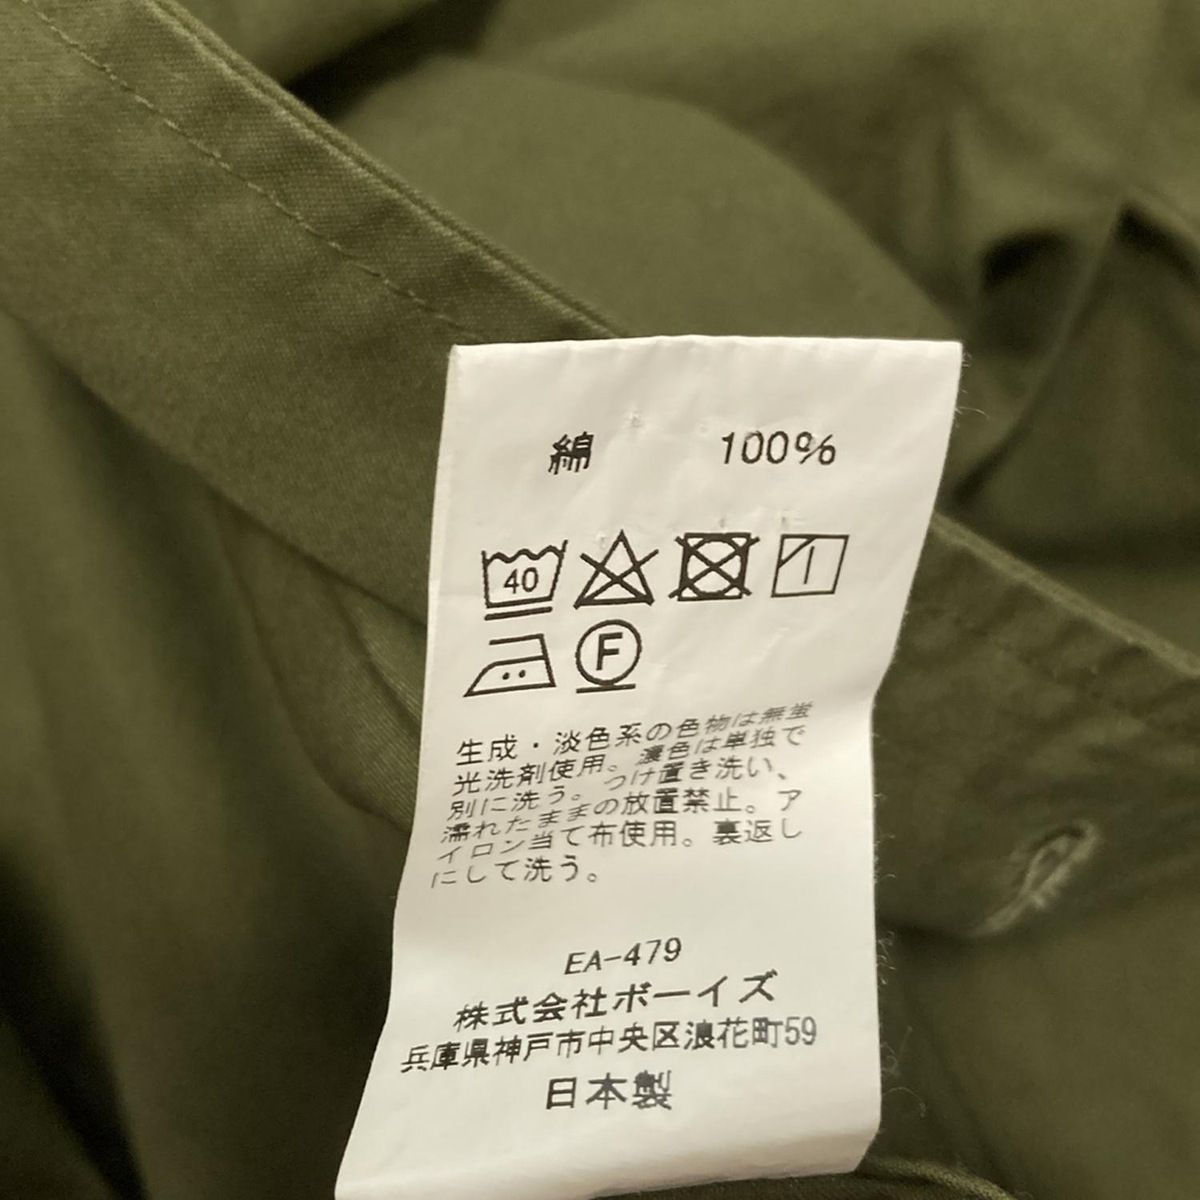 綿 100%
40
F
生成・淡色系の色物は無蛍
光洗剤使用。濃色は単独で
別に洗う。つけ置き洗い、
濡れたままの放置禁止。ア
イロン当て布使用。裏返し
にして洗う。
EA-479
株式会社ボーイズ
兵庫県神戸市中央区浪花町59
日本製